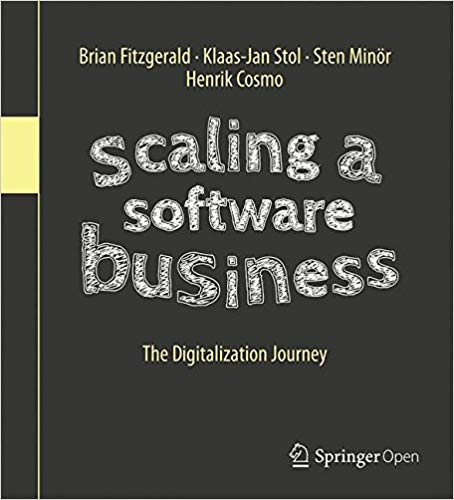 Brian Fitzgerald · Klaas-Jan Stol · Sten Minör
Henrik Cosmo
scaling a
software
business
The Digitalization Journey
Springer Open